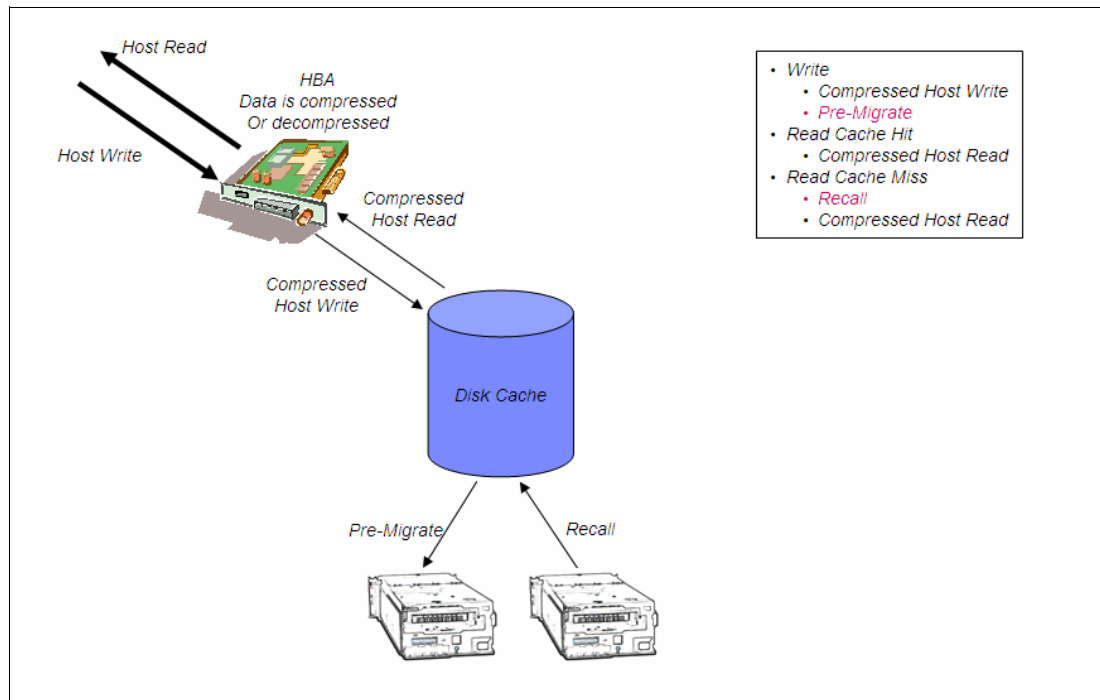 Host Read
HBA
Data is compressed
Or decompressed
Host Write
Compressed
Host Read
Compressed
Host Write
Disk Cache
Pre-Migrate
Recall
• Write
• Compressed Host Write
• Pre-Migrate
• Read Cache Hit
• Compressed Host Read
• Read Cache Miss
• Recall
• Compressed Host Read